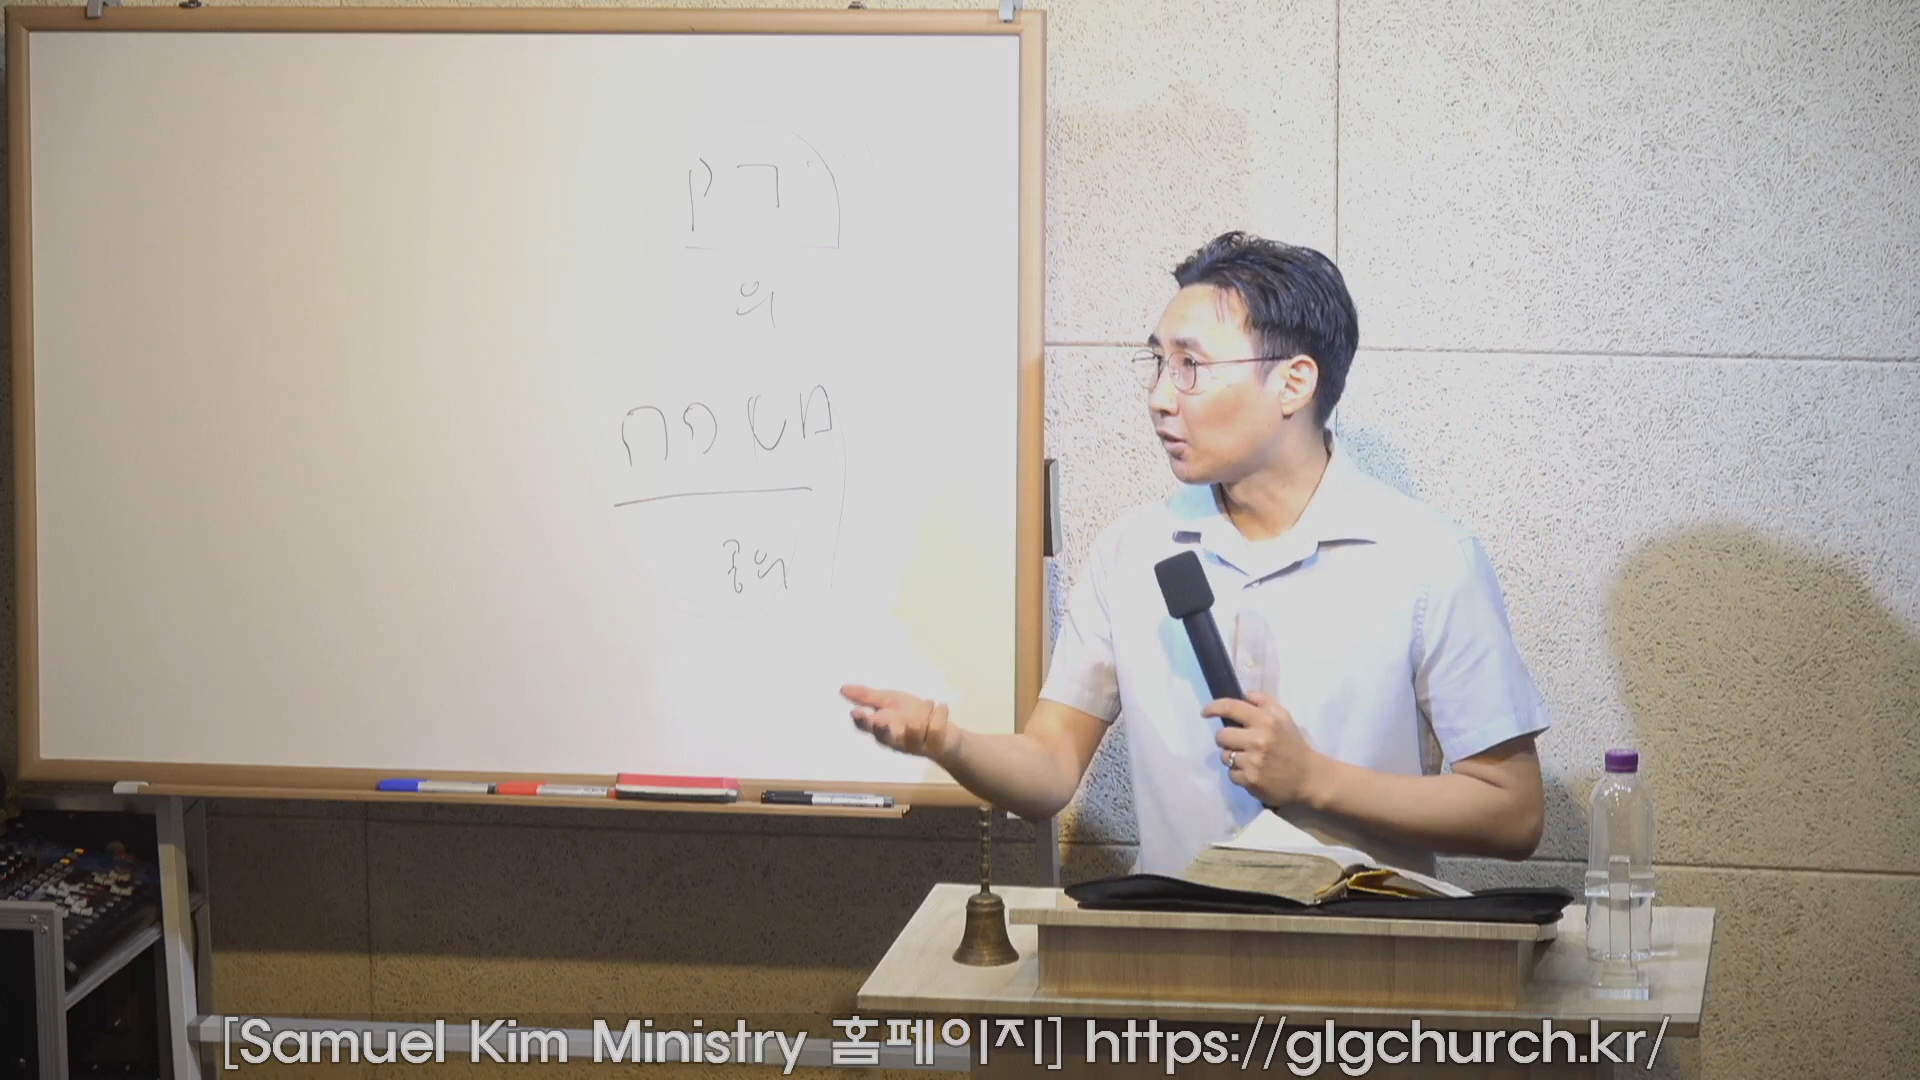 צדק
의
משפט
공의
[Samuel Kim Ministry 홈페이지] https://glgchurch.kr/